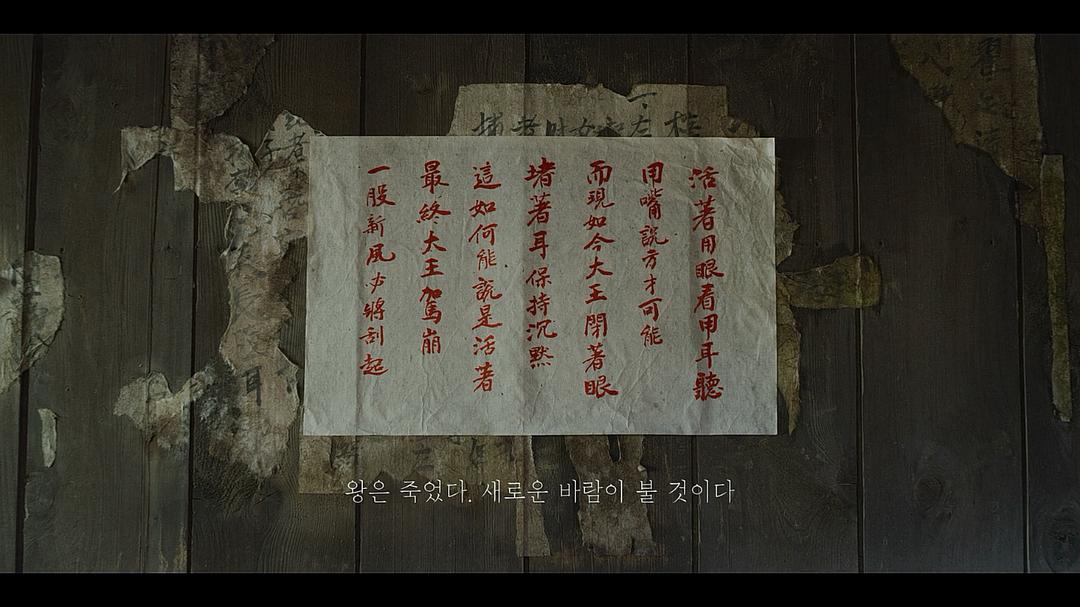 活著用眼看用耳聽
用嘴說方才可能
而現如今大王閉著眼
堵著耳保持沉默
這如何能說是活著
最終大王駕崩
一股新風必將刮起
왕은 죽었다. 새로운 바람이 불 것이다